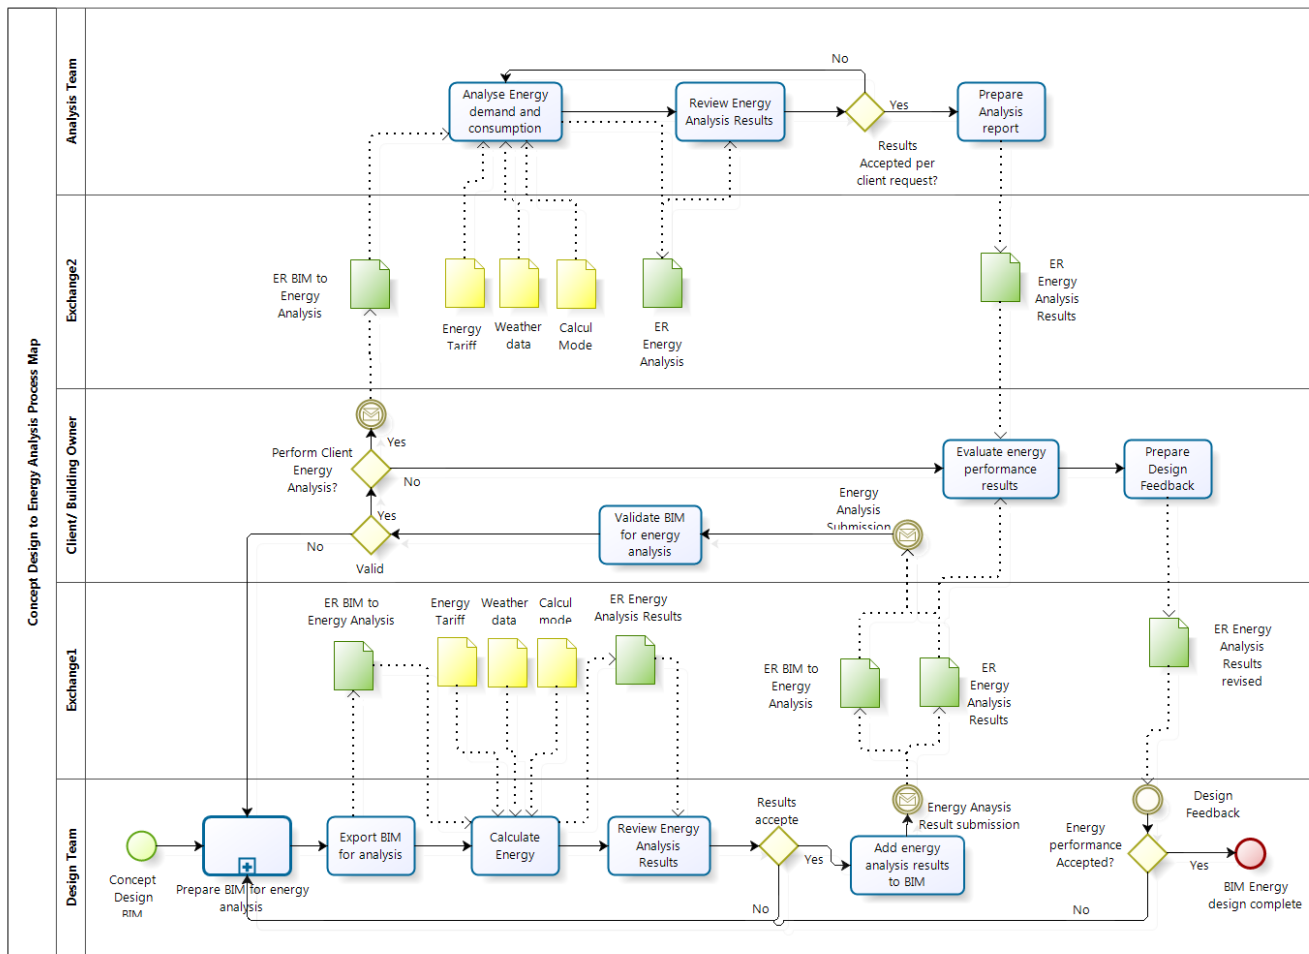 Concept Design to Energy Analysis Process Map
Analysis Team
No
Analyse Energy
demand and
consumption
Review Energy
Analysis Results
Yes
Results
Accepted per
client request?
Prepare
Analysis
report
Exchange2
ER BIM to
Energy
Analysis
Energy
Tariff
Weather
data
Calcul
Mode
ER
Energy
Analysis
ER
Energy
Analysis
Results
Client/ Building Owner
Perform Client
Energy
Analysis?
Yes
No
Yes
No
Valid
Validate BIM
for energy
analysis
Energy
Analysis
Submission
Evaluate energy
performance
results
Prepare
Design
Feedback
Exchange1
ER BIM to
Energy Analysis
Energy
Tariff
Weather
data
Calcul
mode
ER Energy
Analysis Results
ER BIM to
Energy
Analysis
ER
Energy
Analysis
Results
ER Energy
Analysis
Results
revised
Design Team
Concept
Design
BIM
Prepare BIM for energy
analysis
Export BIM
for analysis
Calculate
Energy
Review Energy
Analysis
Results
Results
accepte
Yes
No
Add energy
analysis results
to BIM
Energy Anaysis
Result submission
Design
Feedback
Energy
performance
Accepted?
Yes
No
BIM Energy
design complete